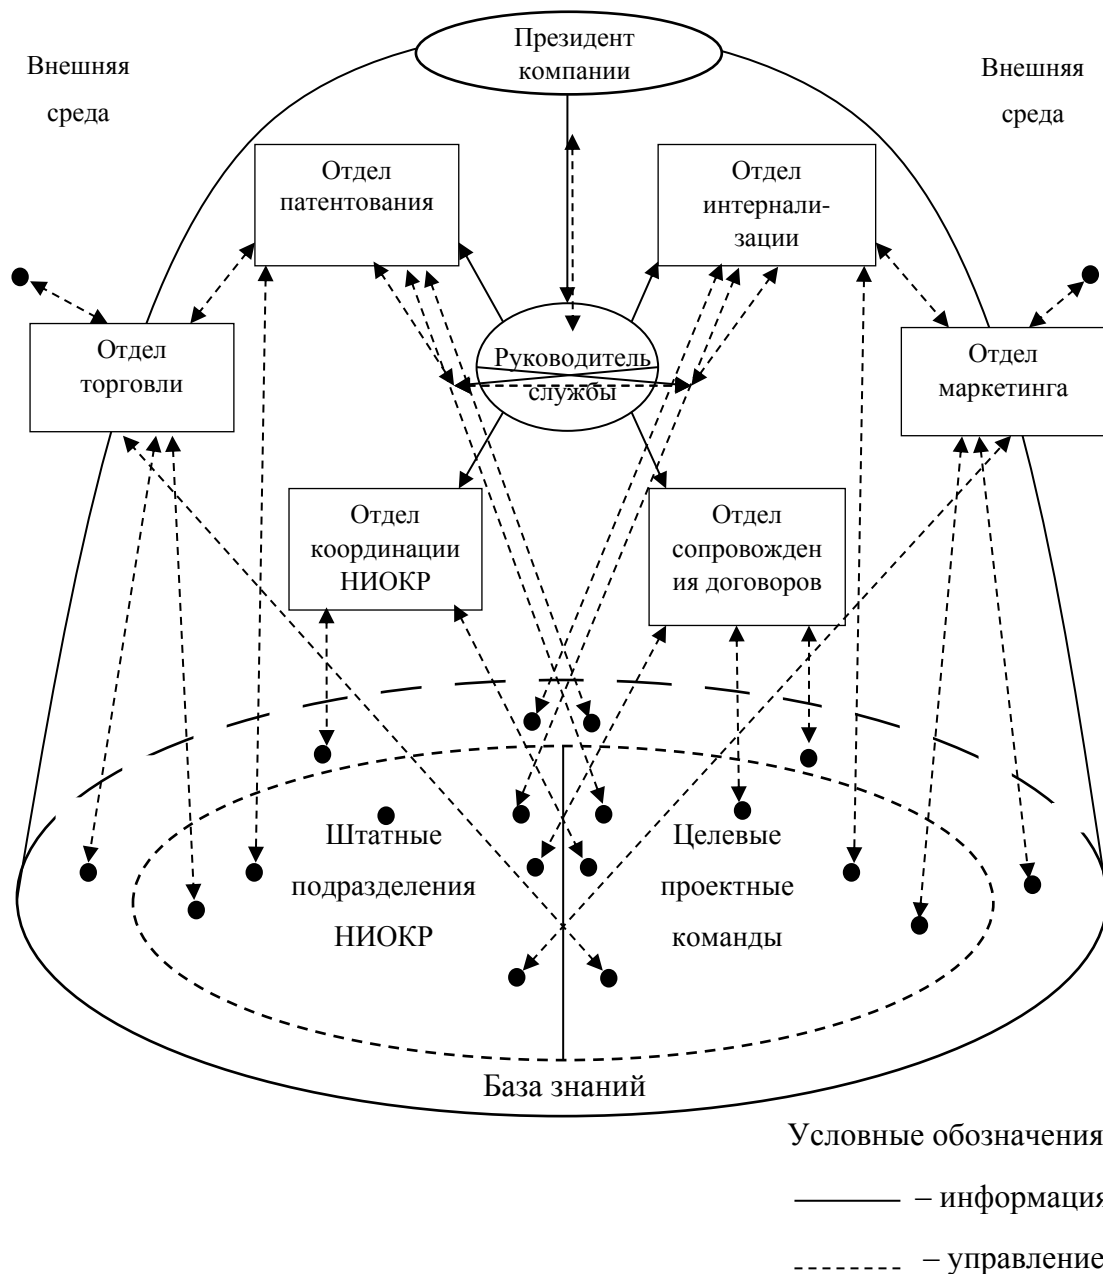 Президент
компании
Внешняя
среда
Внешняя
среда
Отдел
патентования
Отдел
интернали-
зации
Отдел
торговли
Руководитель
службы
Отдел
маркетинга
Отдел
координации
НИОКР
Отдел
сопровожден
ия договоров
Штатные
подразделения
НИОКР
Целевые
проектные
команды
База знаний
Условные обозначения
– информация
– управление